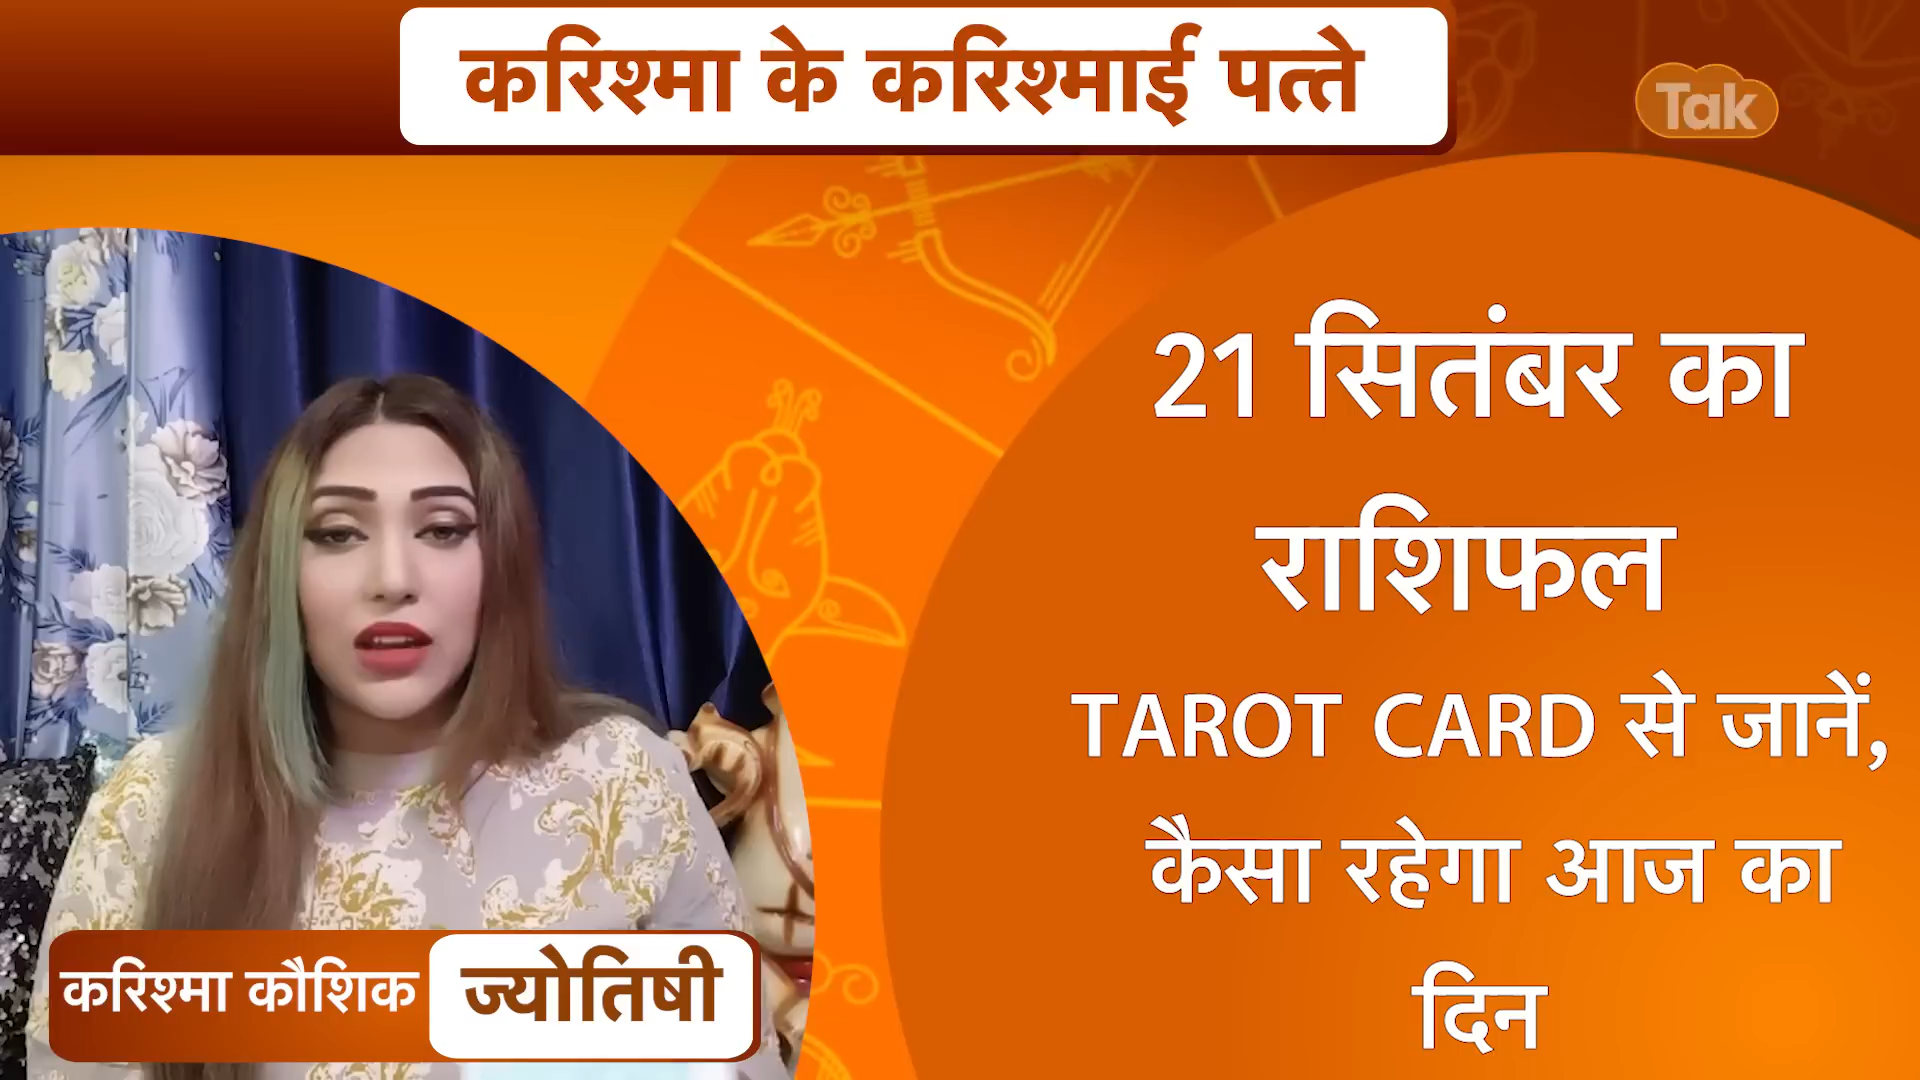 करिश्मा के करिश्माई पत्ते
Tak
21 सितंबर का
राशिफल
TAROT CARD से जानें,
कैसा रहेगा आज का
दिन
करिश्मा कौशिक ज्योतिषी